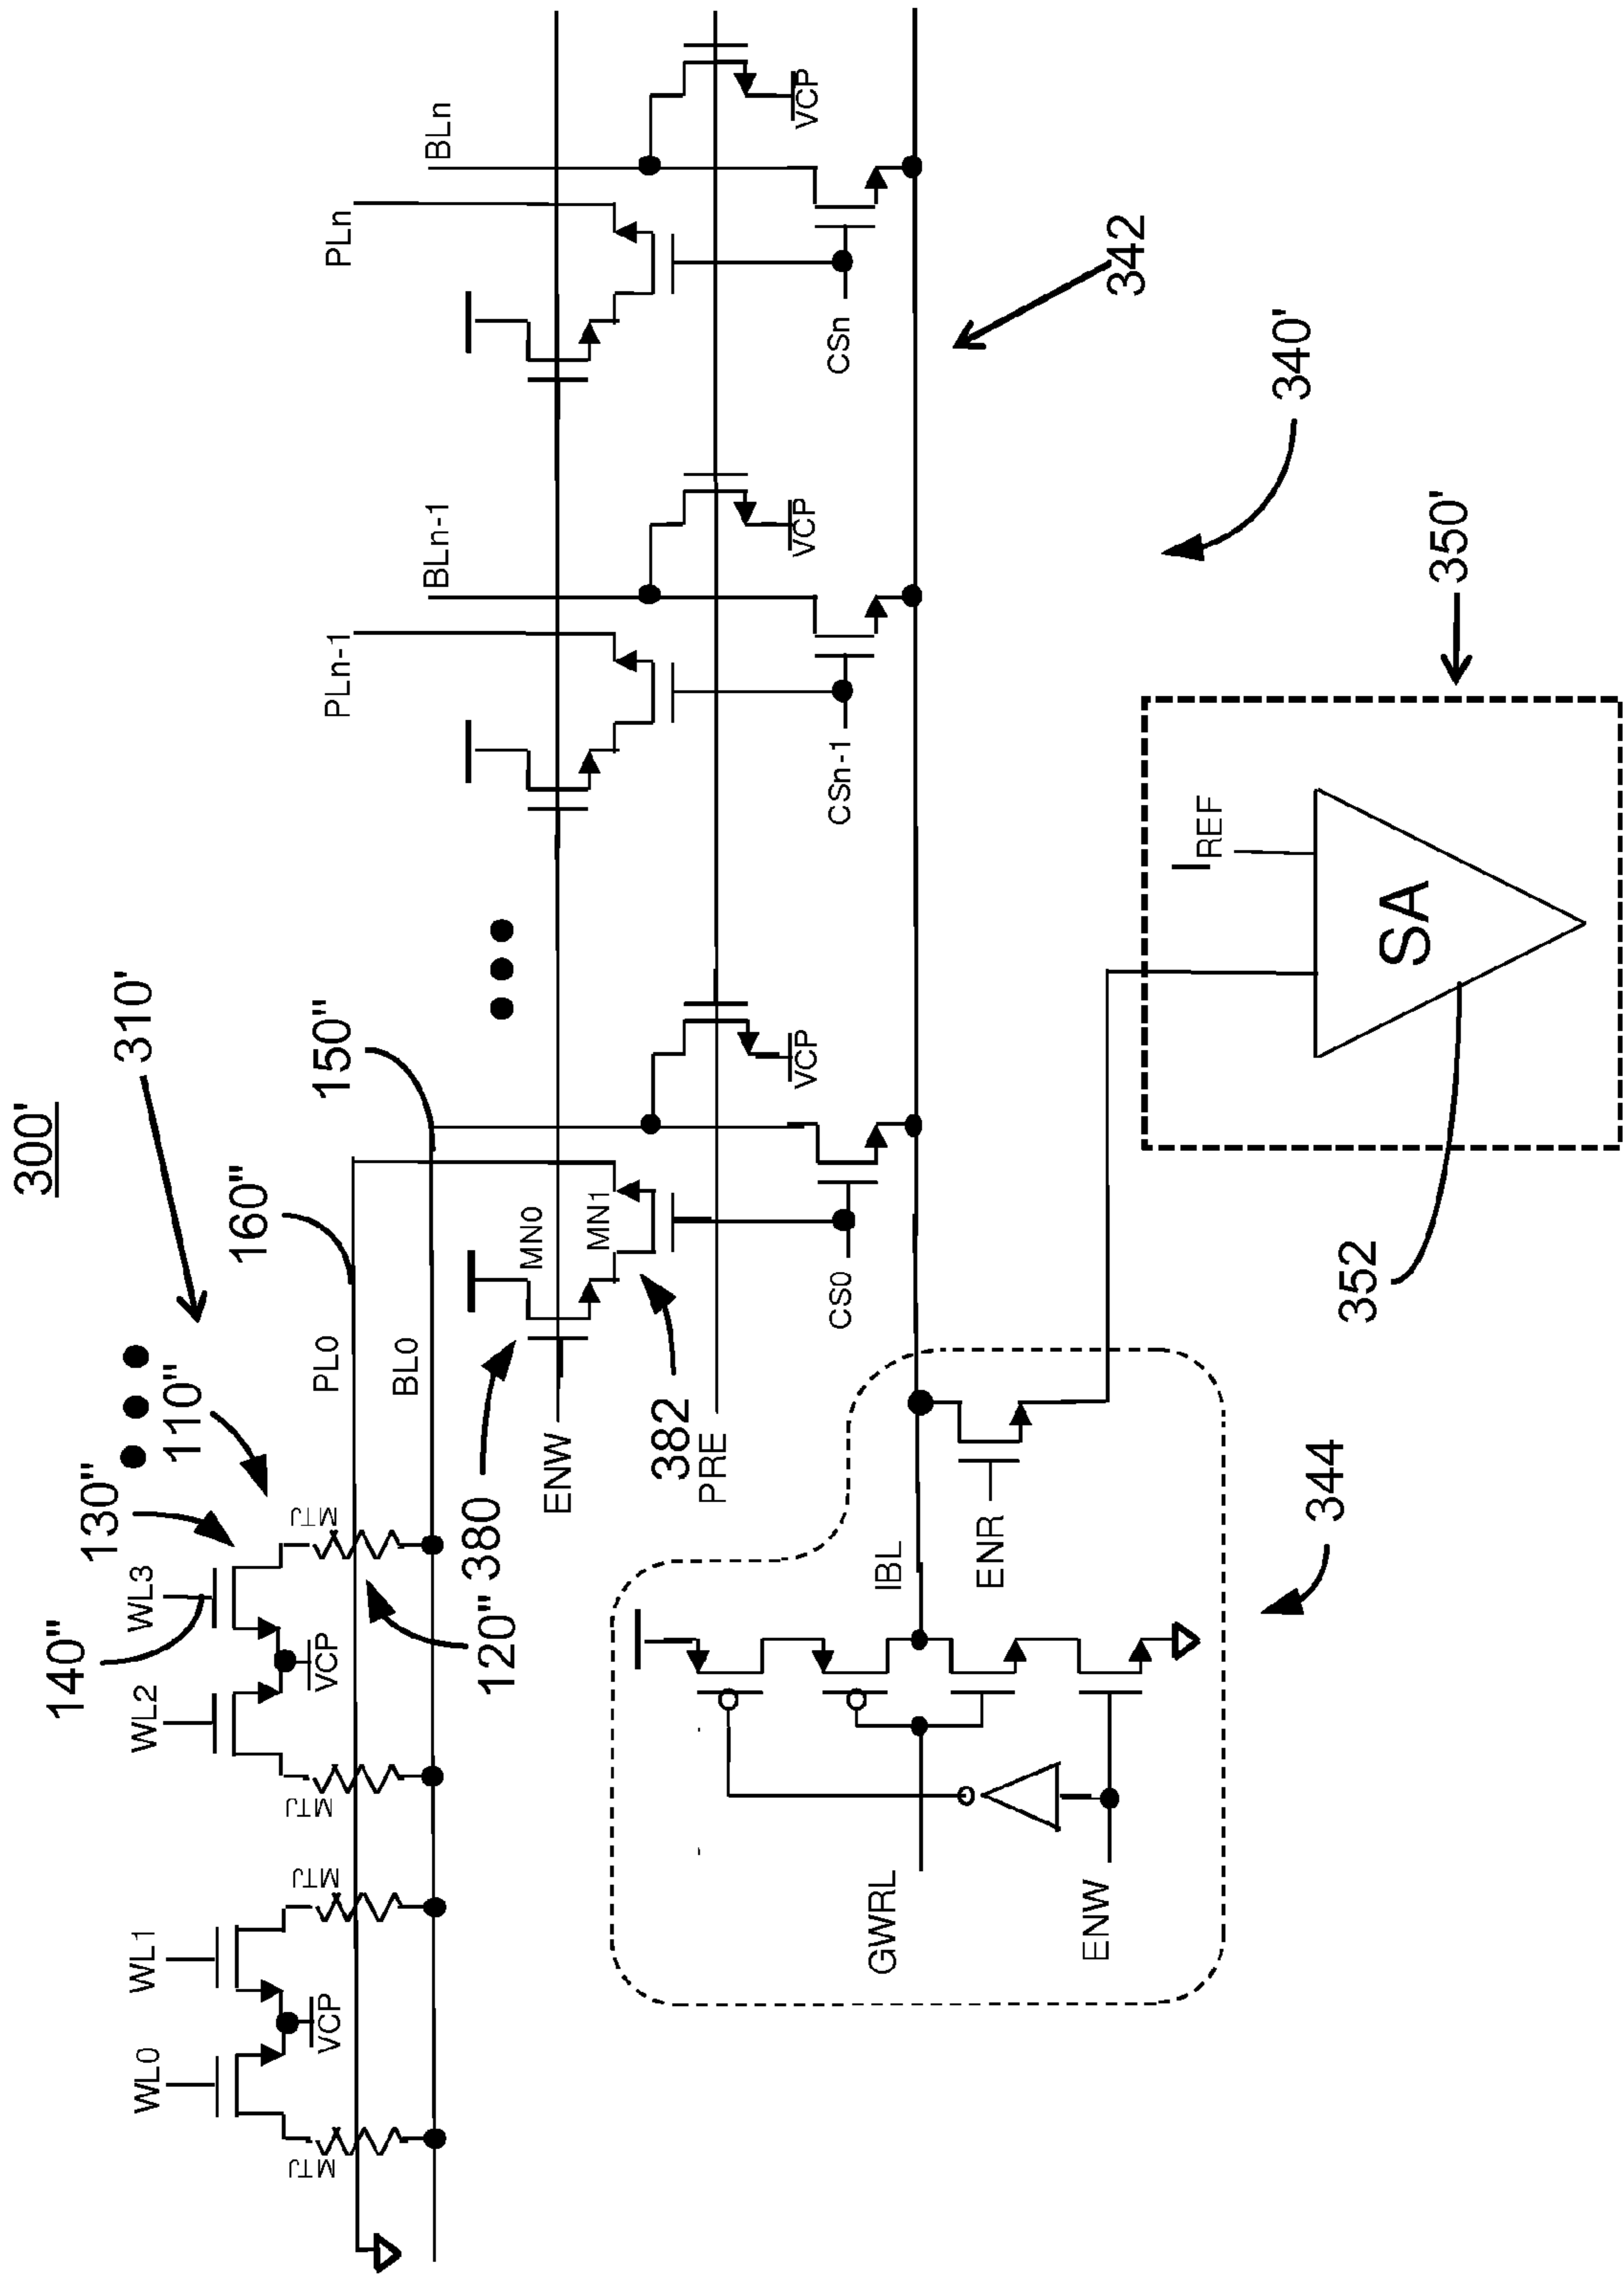 300'
310'
130"
110"
140"
160"
150"
WL0
WL1
WL2
WL3
VCP
VCP
MTJ
MTJ
MTJ
MTJ
120"
PL0
BL0
PLn-1
BLn-1
PLn
BLn
380
382
MN0
MN1
ENW
PRE
VCP
VCP
VCP
CS0
CSn-1
CSn
342
340'
IBL
GWRL
ENW
ENR
344
350'
IREF
SA
352